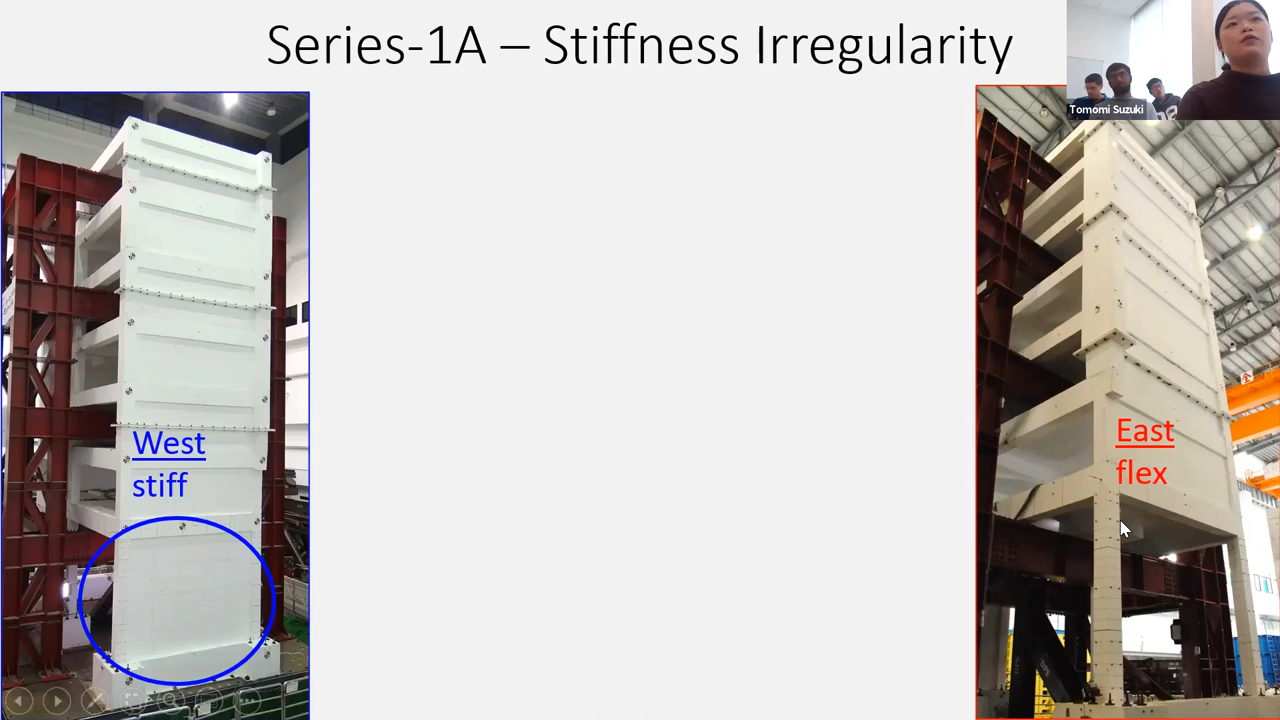 Series-1A – Stiffness Irregularity
Tomomi Suzuki
West
stiff
East
flex